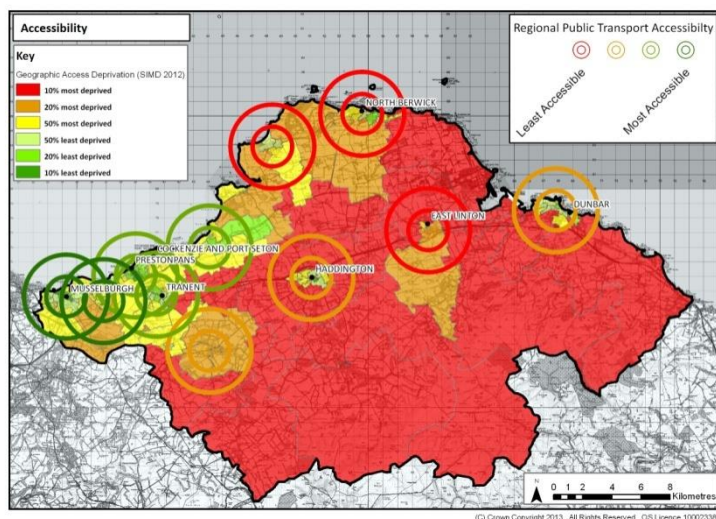 Accessibility
Key
Geographic Access Deprivation (SIMD 2012)
10% most deprived
20% most deprived
50% most deprived
50% least deprived
20% least deprived
10% least deprived
Regional Public Transport Accessibilty
Least Accessible
Most Accessible
NORTH BERWICK
DUNBAR
EAST LINTON
COCKENZIE AND PORT SETON
PRESTONPANS
HADDINGTON
MUSSELBURGH
TRANENT
N
0 1 2 4 6 8
Kilometres
(C) Crown Copyright 2013. All Rights Reserved. OS Licence 10002338